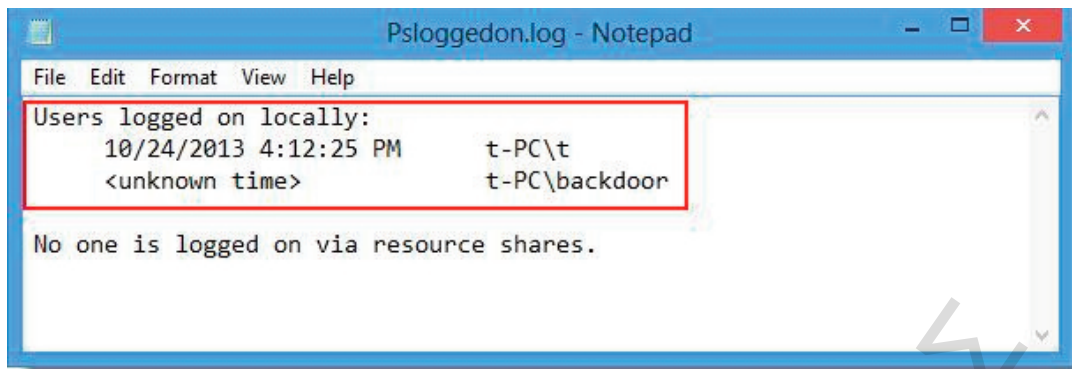 Psloggedon.log - Notepad
File Edit Format View Help
Users logged on locally:
10/24/2013 4:12:25 PM t-PC\t
<unknown time> t-PC\backdoor
No one is logged on via resource shares.